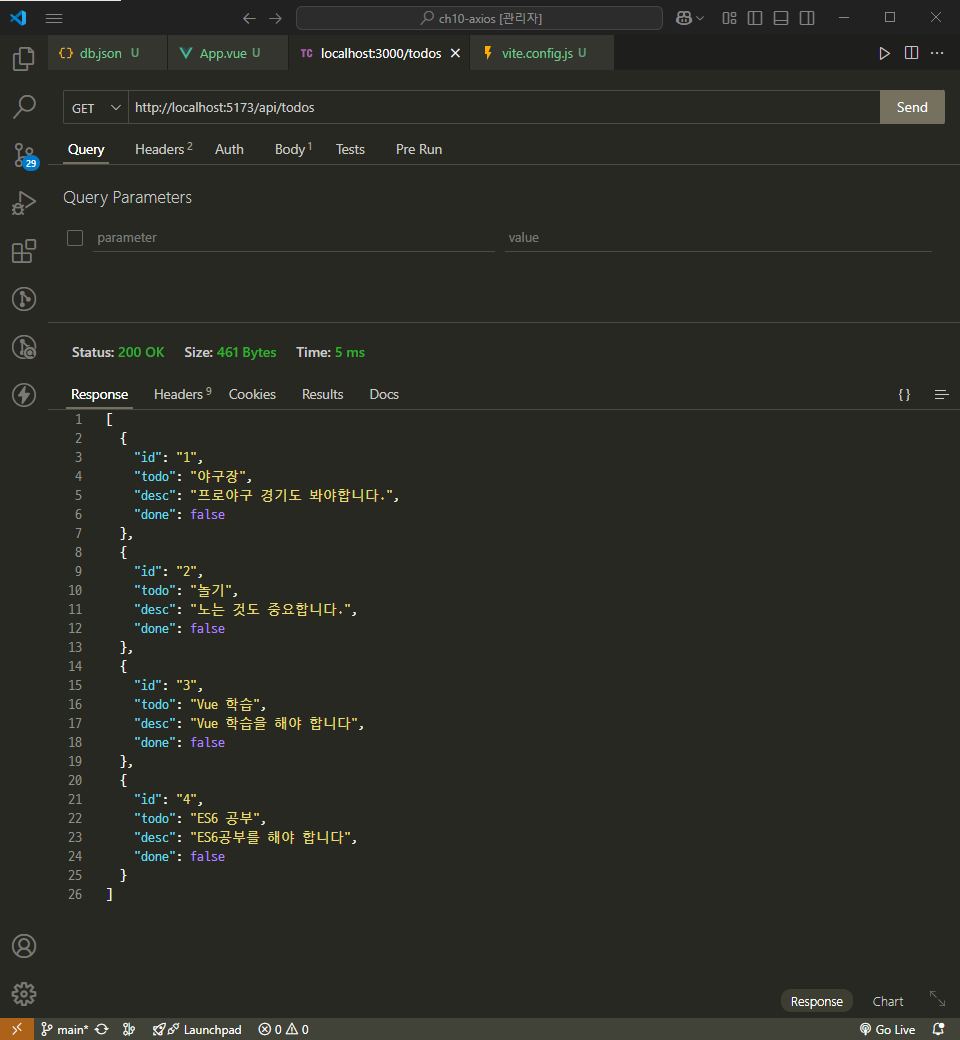 ch10-axios [관리자]
{} db.json U
App.vue U
TC localhost:3000/todos
vite.config.js U
GET
http://localhost:5173/api/todos
Send
Query
Headers 2
Auth
Body 1
Tests
Pre Run
Query Parameters
parameter
value
29
Status: 200 OK
Size: 461 Bytes
Time: 5 ms
Response
Headers 9
Cookies
Results
Docs
{}
1 [
2 {
3 "id": "1",
4 "todo": "야구장",
5 "desc": "프로야구 경기도 봐야합니다.",
6 "done": false
7 },
8 {
9 "id": "2",
10 "todo": "놀기",
11 "desc": "노는 것도 중요합니다.",
12 "done": false
13 },
14 {
15 "id": "3",
16 "todo": "Vue 학습",
17 "desc": "Vue 학습을 해야 합니다",
18 "done": false
19 },
20 {
21 "id": "4",
22 "todo": "ES6 공부",
23 "desc": "ES6공부를 해야 합니다",
24 "done": false
25 }
26 ]
Response
Chart
main*
Launchpad
0
0
Go Live